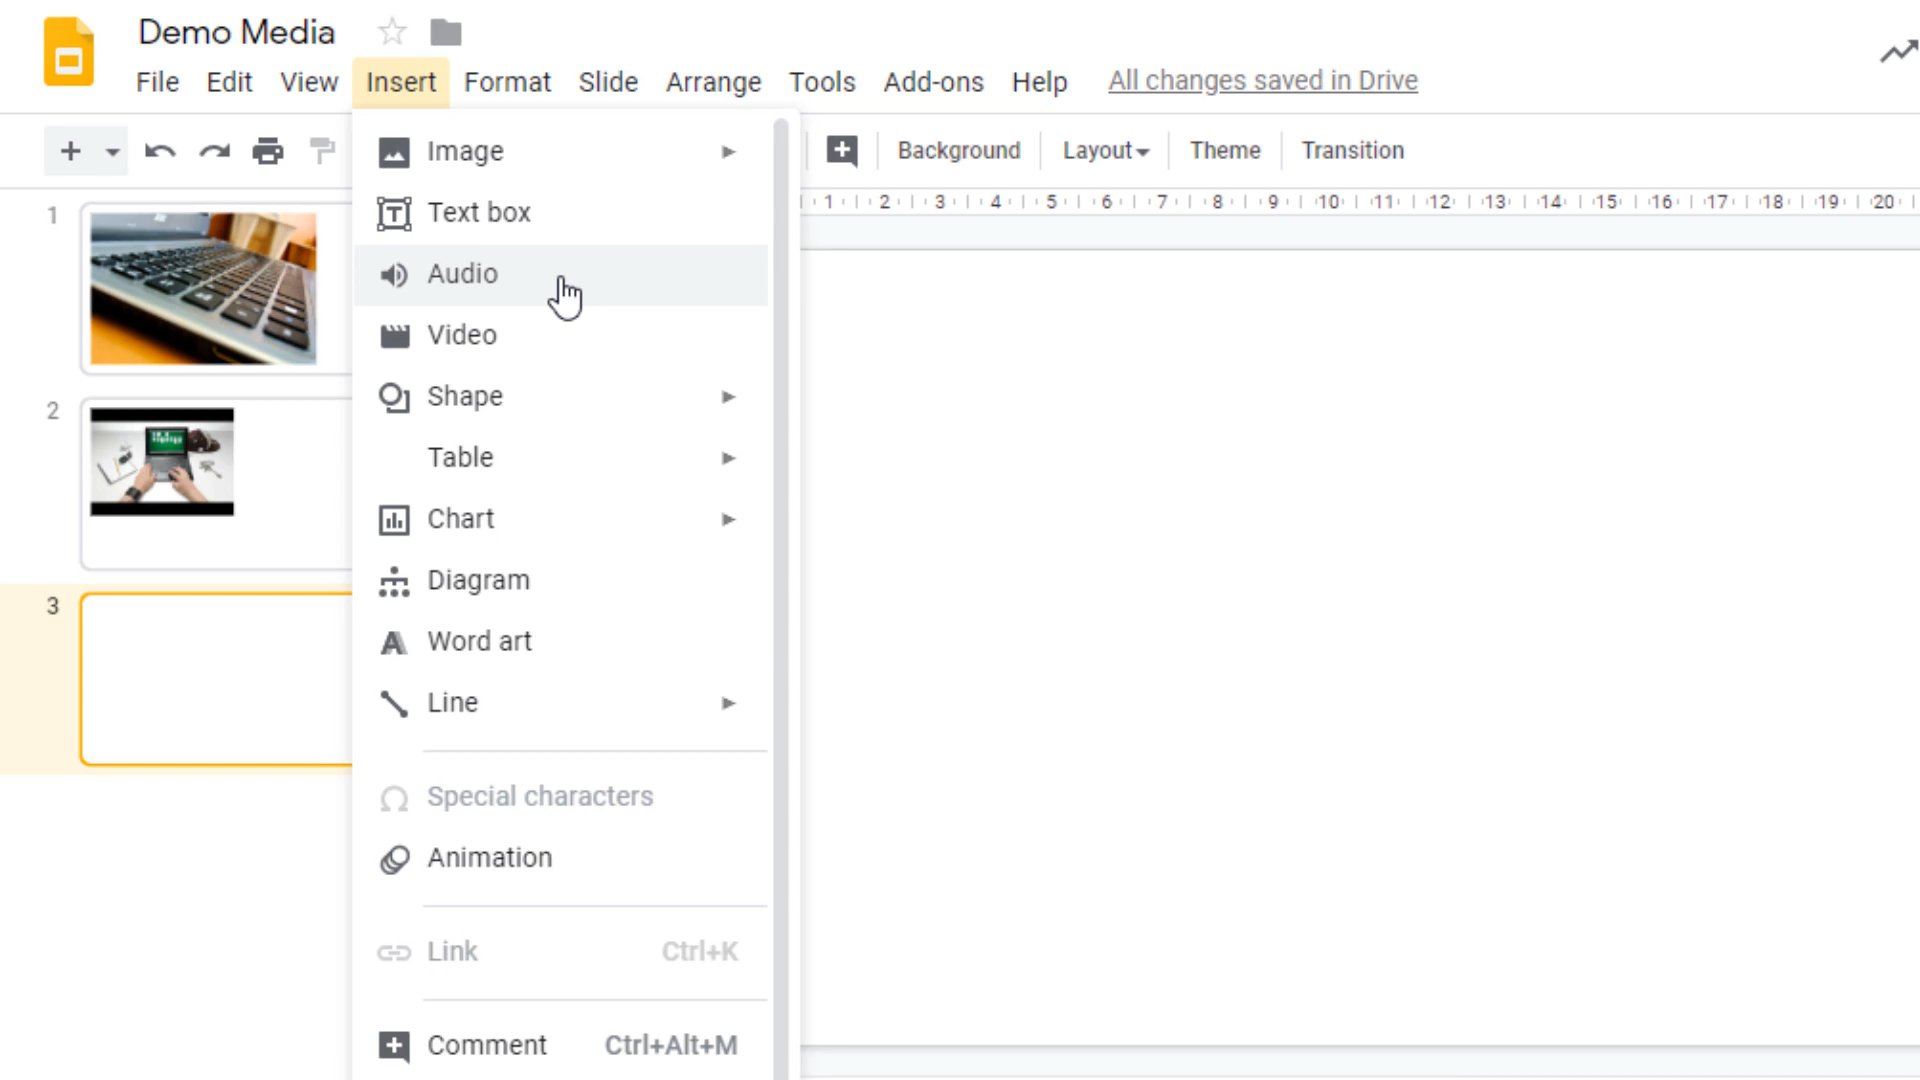 Demo Media
File Edit View Insert Format Slide Arrange Tools Add-ons Help All changes saved in Drive
Background Layout Theme Transition
1 2 3 4 5 6 7 8 9 10 11 12 13 14 15 16 17 18 19 20
Image
Text box
Audio
Video
Shape
Table
Chart
Diagram
Word art
Line
Special characters
Animation
Link Ctrl+K
Comment Ctrl+Alt+M
1
2
3